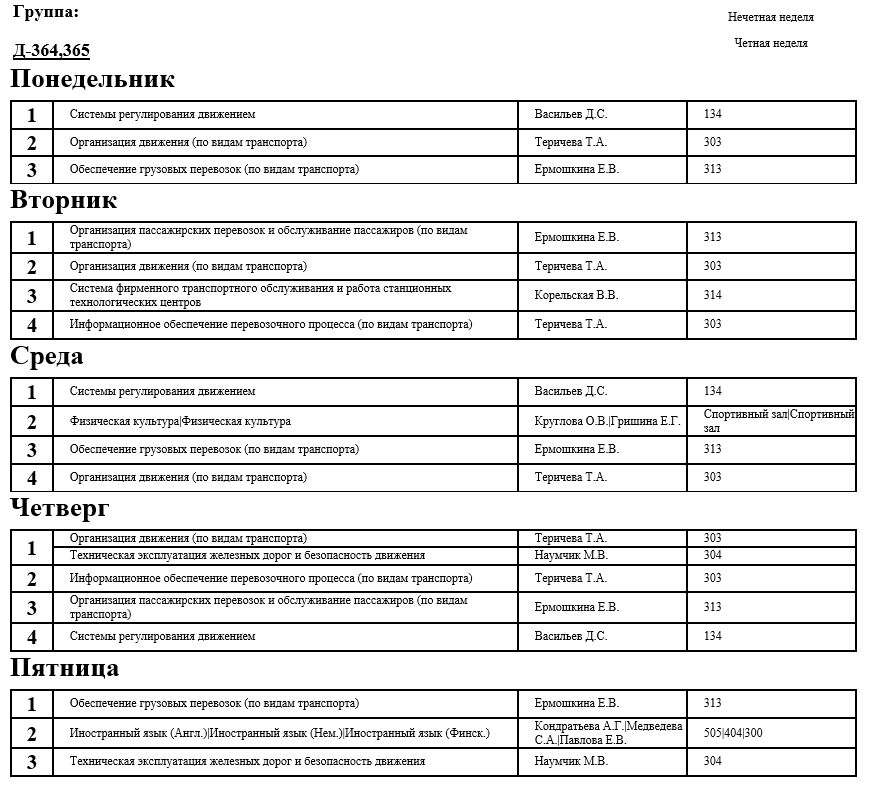 Группа:
Нечетная неделя
Четная неделя
Д-364,365
Понедельник
1 Системы регулирования движением Васильев Д.С. 134
2 Организация движения (по видам транспорта) Теричева Т.А. 303
3 Обеспечение грузовых перевозок (по видам транспорта) Ермошкина Е.В. 313
Вторник
1 Организация пассажирских перевозок и обслуживание пассажиров (по видам
транспорта) Ермошкина Е.В. 313
2 Организация движения (по видам транспорта) Теричева Т.А. 303
3 Система фирменного транспортного обслуживания и работа станционных
технологических центров Корельская В.В. 314
4 Информационное обеспечение перевозочного процесса (по видам транспорта) Теричева Т.А. 303
Среда
1 Системы регулирования движением Васильев Д.С. 134
2 Физическая культура|Физическая культура Круглова О.В.|Гришина Е.Г. Спортивный зал|Спортивный
зал
3 Обеспечение грузовых перевозок (по видам транспорта) Ермошкина Е.В. 313
4 Организация движения (по видам транспорта) Теричева Т.А. 303
Четверг
1 Организация движения (по видам транспорта) Теричева Т.А. 303
Техническая эксплуатация железных дорог и безопасность движения Наумчик М.В. 304
2 Информационное обеспечение перевозочного процесса (по видам транспорта) Теричева Т.А. 303
3 Организация пассажирских перевозок и обслуживание пассажиров (по видам
транспорта) Ермошкина Е.В. 313
4 Системы регулирования движением Васильев Д.С. 134
Пятница
1 Обеспечение грузовых перевозок (по видам транспорта) Ермошкина Е.В. 313
2 Иностранный язык (Англ.)|Иностранный язык (Нем.)|Иностранный язык (Финск.) Кондратьева А.Г.|Медведева
С.А.|Павлова Е.В. 505|404|300
3 Техническая эксплуатация железных дорог и безопасность движения Наумчик М.В. 304